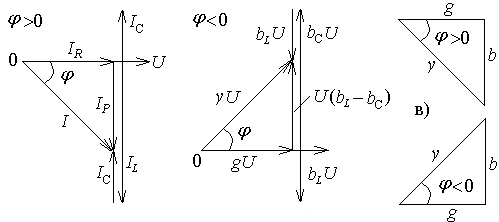 φ>0
I_C
I_R
0
U
φ
I_P
I
I_C
I_L
φ<0
b_L U
b_C U
yU
U(b_L−b_C)
φ
0
gU
b_L U
g
φ>0
y
b
в)
y
b
φ<0
g